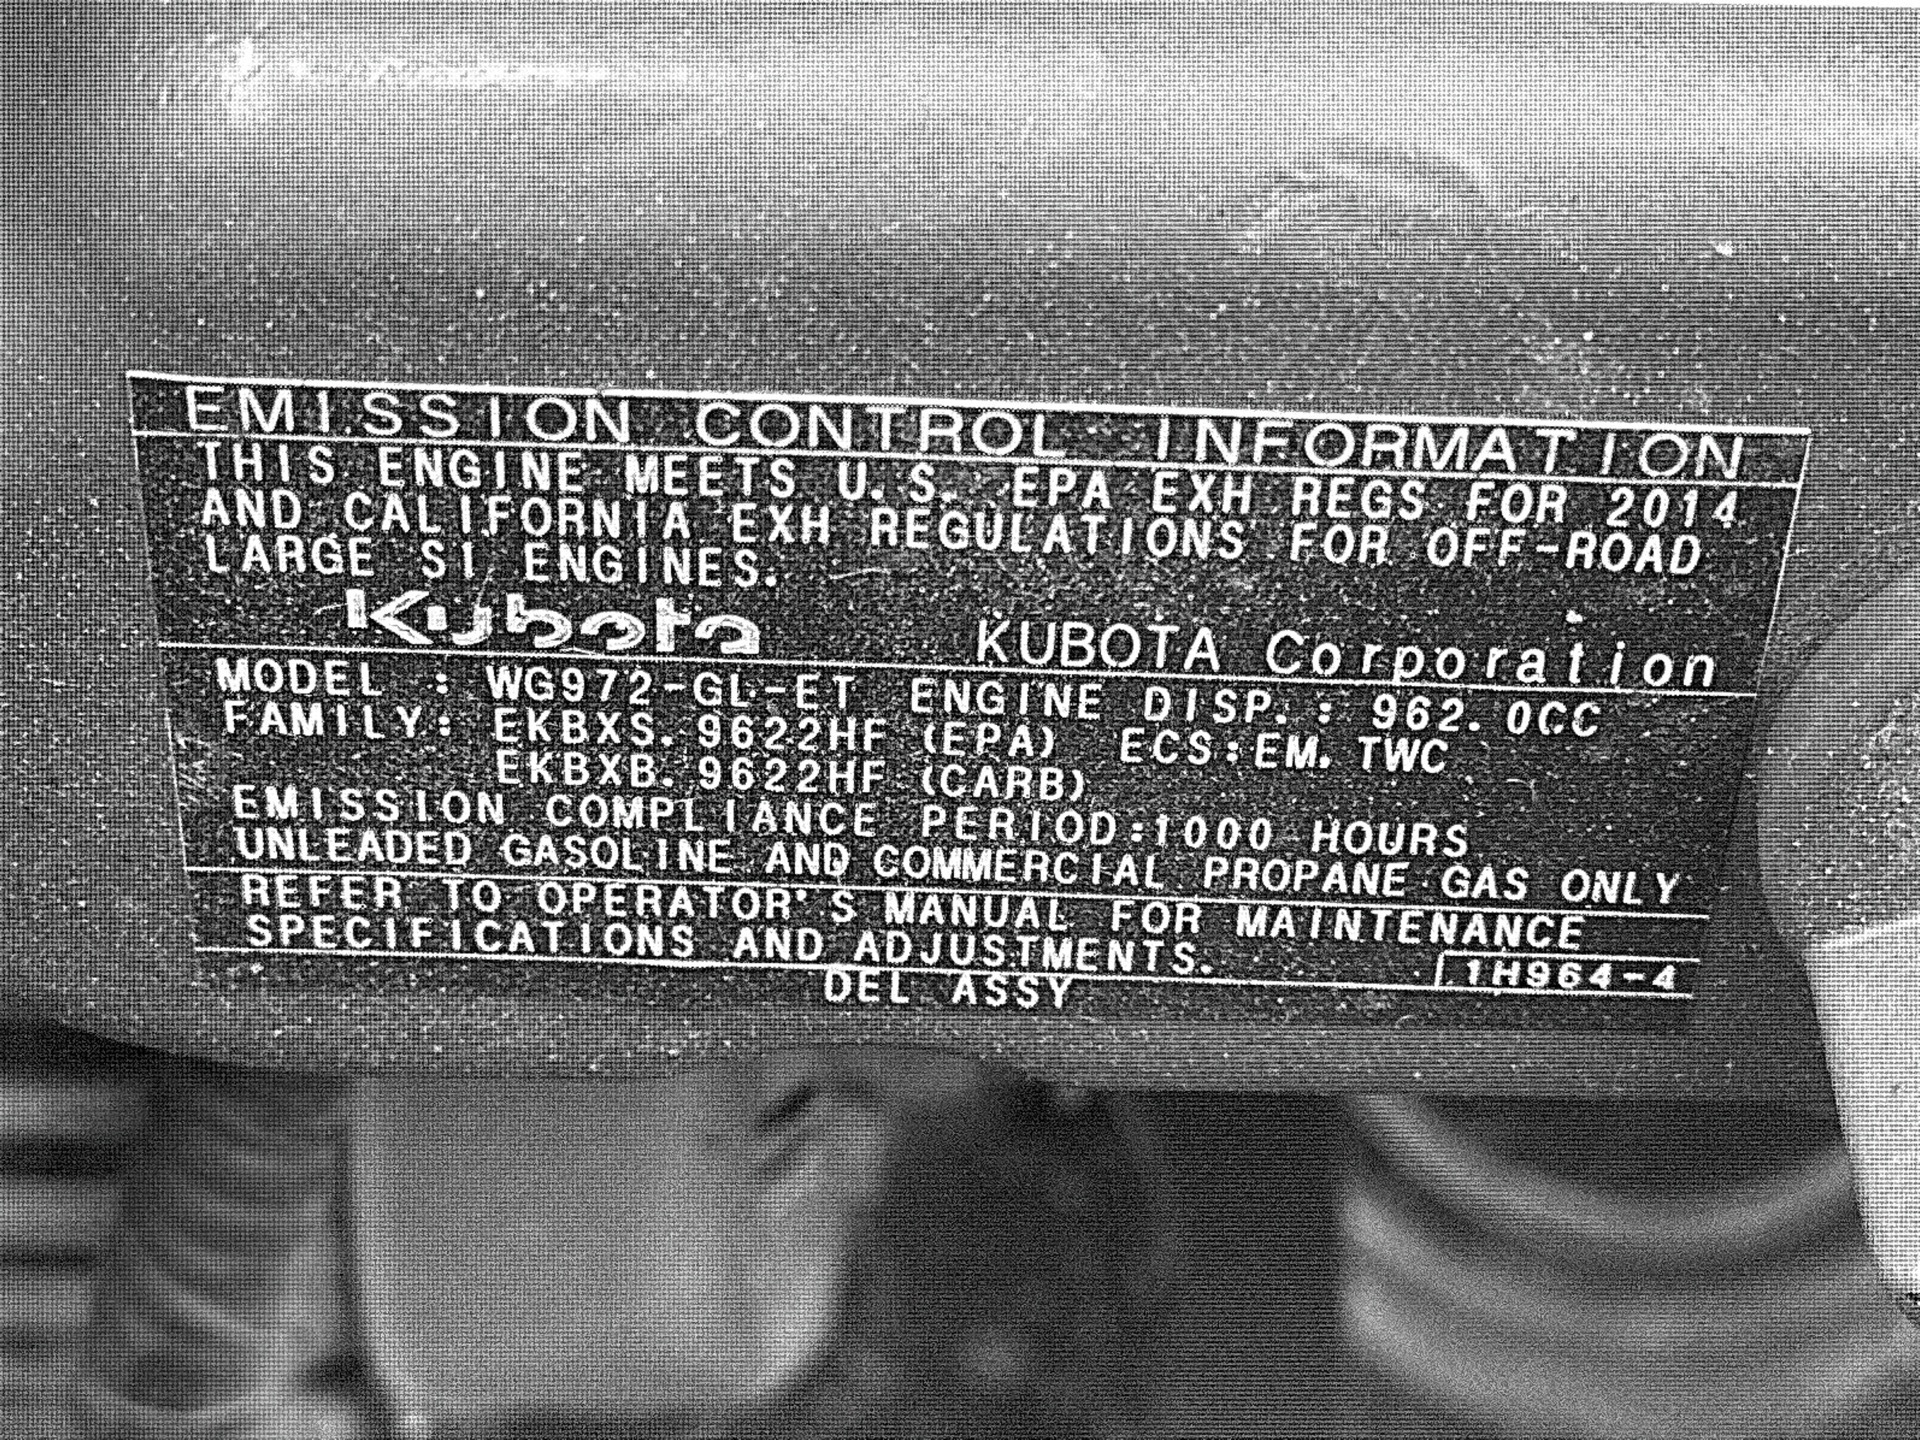 EMISSION CONTROL INFORMATION
THIS ENGINE MEETS U.S. EPA EXH REGS FOR 2014
AND CALIFORNIA EXH REGULATIONS FOR OFF-ROAD
LARGE SI ENGINES.
Kubota KUBOTA Corporation
MODEL : WG972-GL-ET ENGINE DISP. : 962.0CC
FAMILY: EKBXS.9622HF (EPA) ECS:EM.TWC
EKBXB.9622HF (CARB)
EMISSION COMPLIANCE PERIOD:1000 HOURS
UNLEADED GASOLINE AND COMMERCIAL PROPANE GAS ONLY
REFER TO OPERATOR'S MANUAL FOR MAINTENANCE
SPECIFICATIONS AND ADJUSTMENTS.
1H964-4
DEL ASSY